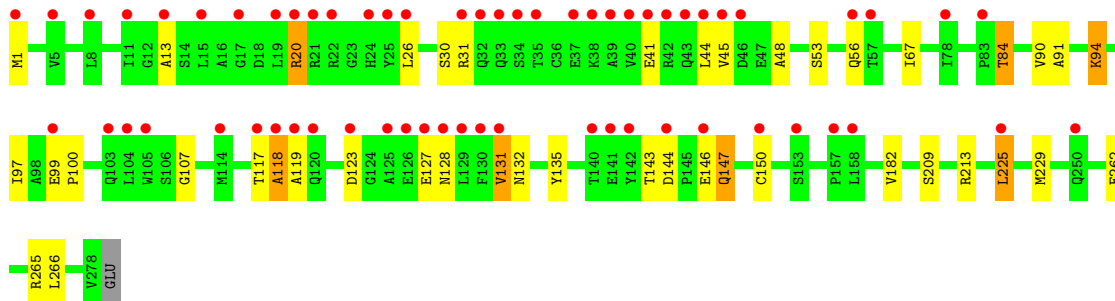 M1 V5 L8 I11 G12 A13 S14 L15 A16 G17 D18 L19 R20 R21 R22 G23 H24 Y25 L26 S30 R31 Q32 Q33 S34 T35 C36 E37 K38 A39 V40 E41 R42 Q43 L44 V45 D46 E47 A48 S53 Q56 T57 I67 I78 P83 T84 V90 A91 K94
I97 A98 E99 P100 Q103 L104 W105 S106 G107 M114 T117 A118 A119 Q120 D123 G124 A125 E126 E127 N128 L129 F130 V131 N132 Y135 T140 E141 Y142 T143 D144 P145 E146 Q147 C150 S153 P157 L158 V182 S209 R213 L225 M229 Q250
R265 L266 V278 GLU